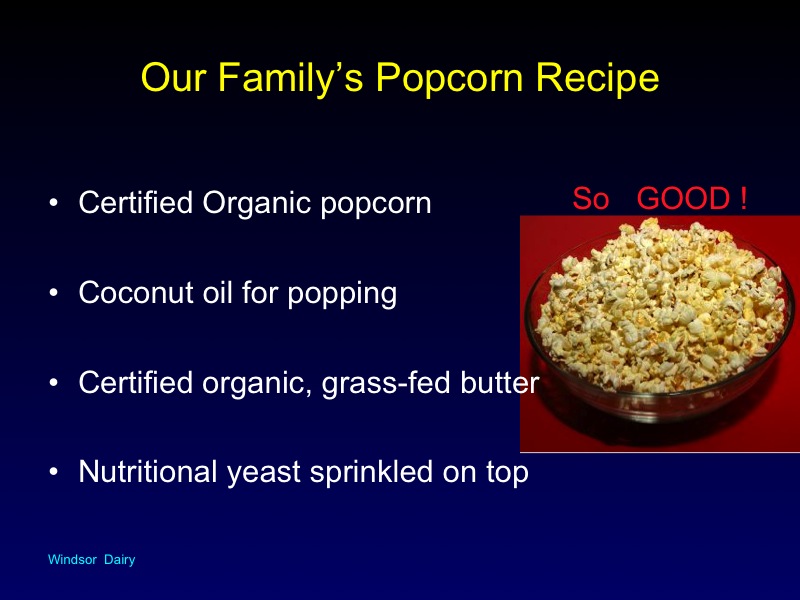 Our Family’s Popcorn Recipe
• Certified Organic popcorn
So GOOD !
• Coconut oil for popping
• Certified organic, grass-fed butter
• Nutritional yeast sprinkled on top
Windsor Dairy